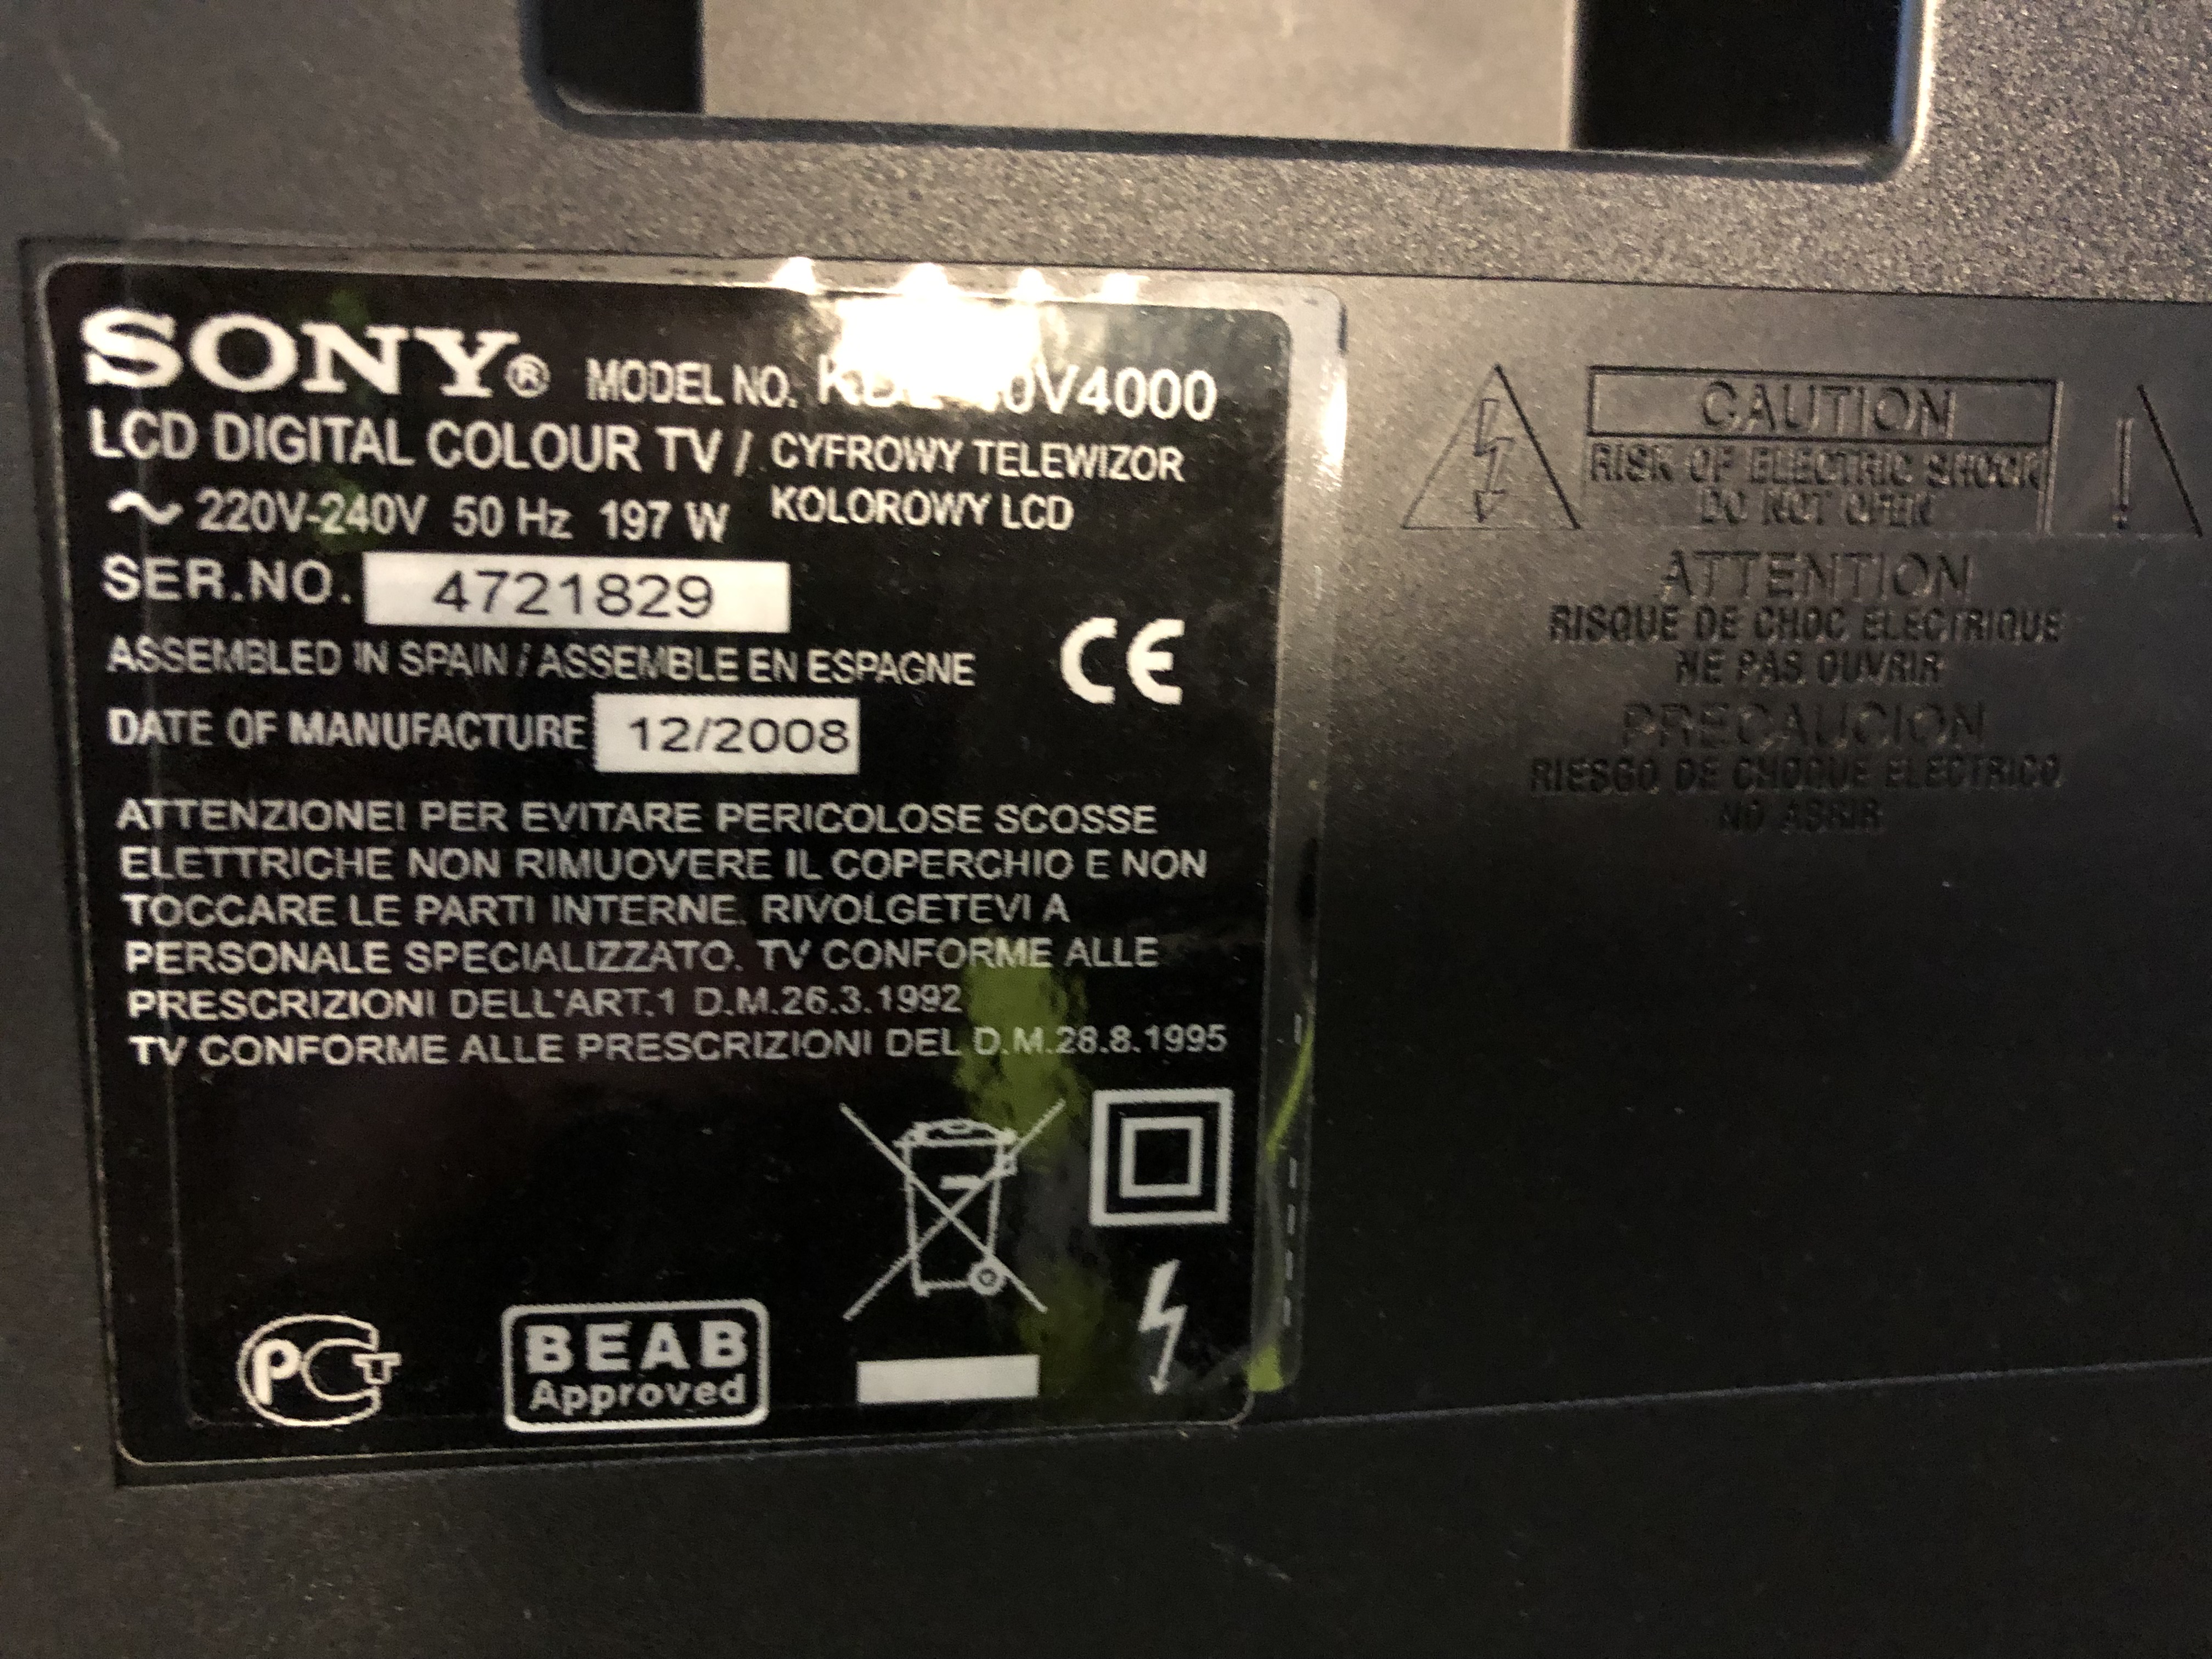 SONY® MODEL NO. 0V4000
LCD DIGITAL COLOUR TV / CYFROWY TELEWIZOR
KOLOROWY LCD
~ 220V-240V 50 Hz 197 W
SER.NO. 4721829
ASSEMBLED IN SPAIN / ASSEMBLE EN ESPAGNE
CE
DATE OF MANUFACTURE 12/2008
ATTENZIONE! PER EVITARE PERICOLOSE SCOSSE
ELETTRICHE NON RIMUOVERE IL COPERCHIO E NON
TOCCARE LE PARTI INTERNE. RIVOLGETEVI A
PERSONALE SPECIALIZZATO. TV CONFORME ALLE
PRESCRIZIONI DELL'ART.1 D.M.26.3.1992
TV CONFORME ALLE PRESCRIZIONI DEL D.M.28.8.1995
PCT
BEAB
Approved
CAUTION
RISK OF ELECTRIC SHOCK
DO NOT OPEN
ATTENTION
RISQUE DE CHOC ELECTRIQUE
NE PAS OUVRIR
PRECAUCION
RIESGO DE CHOQUE ELECTRICO
NO ABRIR